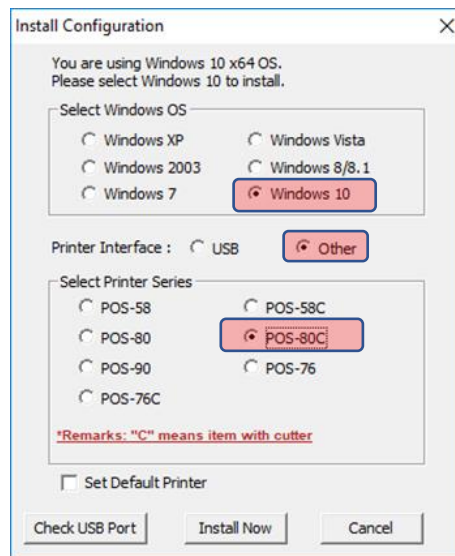 Install Configuration
You are using Windows 10 x64 OS.
Please select Windows 10 to install.
Select Windows OS
Windows XP Windows Vista
Windows 2003 Windows 8/8.1
Windows 7 Windows 10
Printer Interface : USB Other
Select Printer Series
POS-58 POS-58C
POS-80 POS-80C
POS-90 POS-76
POS-76C
*Remarks: "C" means item with cutter
Set Default Printer
Check USB Port Install Now Cancel